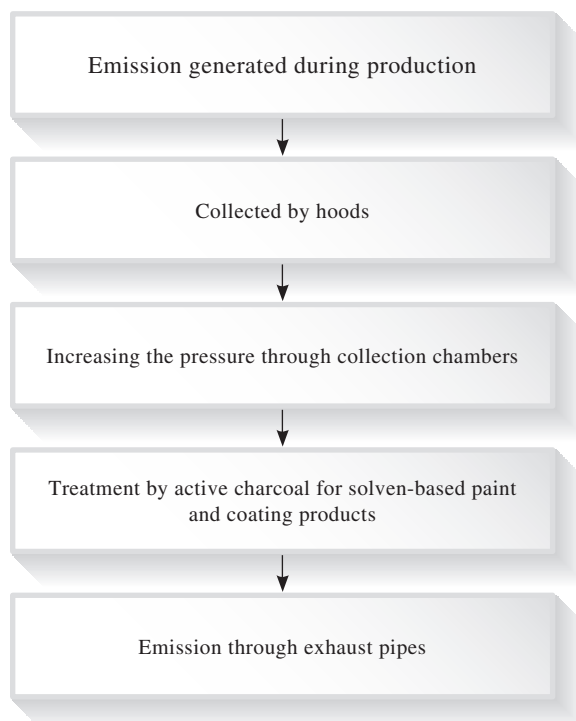 Emission generated during production
Collected by hoods
Increasing the pressure through collection chambers
Treatment by active charcoal for solven-based paint
and coating products
Emission through exhaust pipes